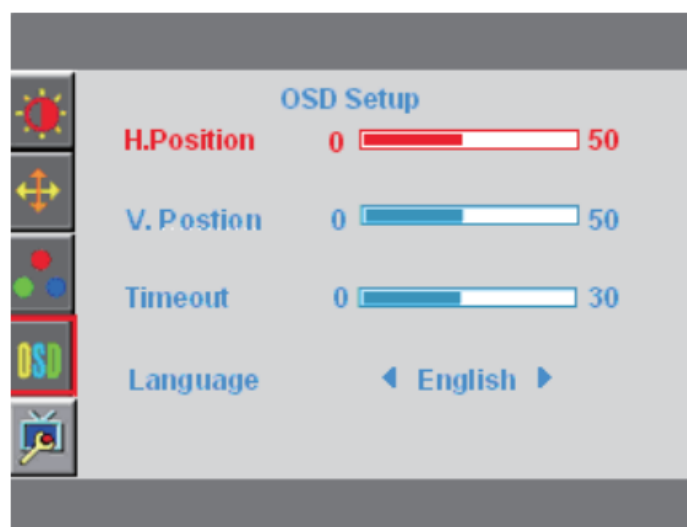 OSD Setup
H.Position 0 50
V. Postion 0 50
Timeout 0 30
OSD
Language English